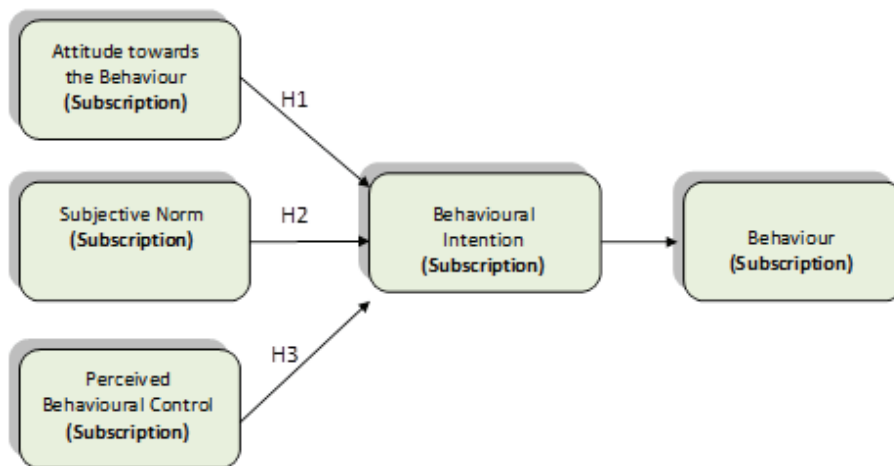 Attitude towards
the Behaviour
(Subscription)
H1
Subjective Norm
(Subscription)
H2
Behavioural
Intention
(Subscription)
Behaviour
(Subscription)
H3
Perceived
Behavioural Control
(Subscription)